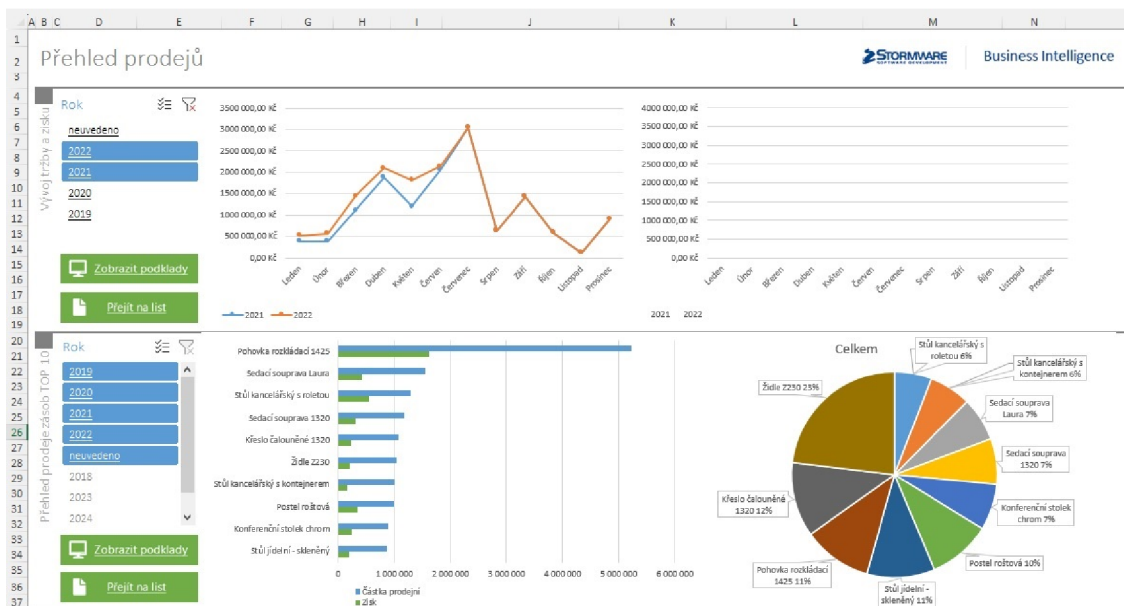 A B C D E F G H I J K L M N
1
2
3
4
5
6
7
8
9
10
11
12
13
14
15
16
17
18
19
20
21
22
23
24
25
26
27
28
29
30
31
32
33
34
35
36
37
Přehled prodejů
STORMWARE
SOFTWARE DEVELOPMENT
Business Intelligence
Vývoj tržby a zisku
Rok
neuvedeno
2022
2021
2020
2019
Zobrazit podklady
Přejít na list
3500 000,00 Kč
3000 000,00 Kč
2500 000,00 Kč
2000 000,00 Kč
1500 000,00 Kč
1000 000,00 Kč
500 000,00 Kč
0,00 Kč
Leden
Únor
Březen
Duben
Květen
Červen
Červenec
Srpen
Září
Říjen
Listopad
Prosinec
2021 2022
4000 000,00 Kč
3500 000,00 Kč
3000 000,00 Kč
2500 000,00 Kč
2000 000,00 Kč
1500 000,00 Kč
1000 000,00 Kč
500 000,00 Kč
0,00 Kč
Leden
Únor
Březen
Duben
Květen
Červen
Červenec
Srpen
Září
Říjen
Listopad
Prosinec
2021 2022
Přehled prodeje zásob TOP 10
Rok
2019
2020
2021
2022
neuvedeno
2018
2023
2024
Zobrazit podklady
Přejít na list
Pohovka rozkládací 1425
Sedací souprava Laura
Stůl kancelářský s roletou
Sedací souprava 1320
Křeslo čalouněné 1320
Židle Z230
Stůl kancelářský s kontejnerem
Postel roštová
Konferenční stolek chrom
Stůl jídelní - skleněný
0 1 000 000 2 000 000 3 000 000 4 000 000 5 000 000 6 000 000
Částka prodejní
Zisk
Celkem
Stůl kancelářský s
roletou 6%
Stůl kancelářský s
kontejnerem 6%
Sedací souprava
Laura 7%
Sedací souprava
1320 7%
Konferenční stolek
chrom 7%
Postel roštová 10%
Stůl jídelní -
skleněný 11%
Pohovka rozkládací
1425 11%
Křeslo čalouněné
1320 12%
Židle Z230 23%